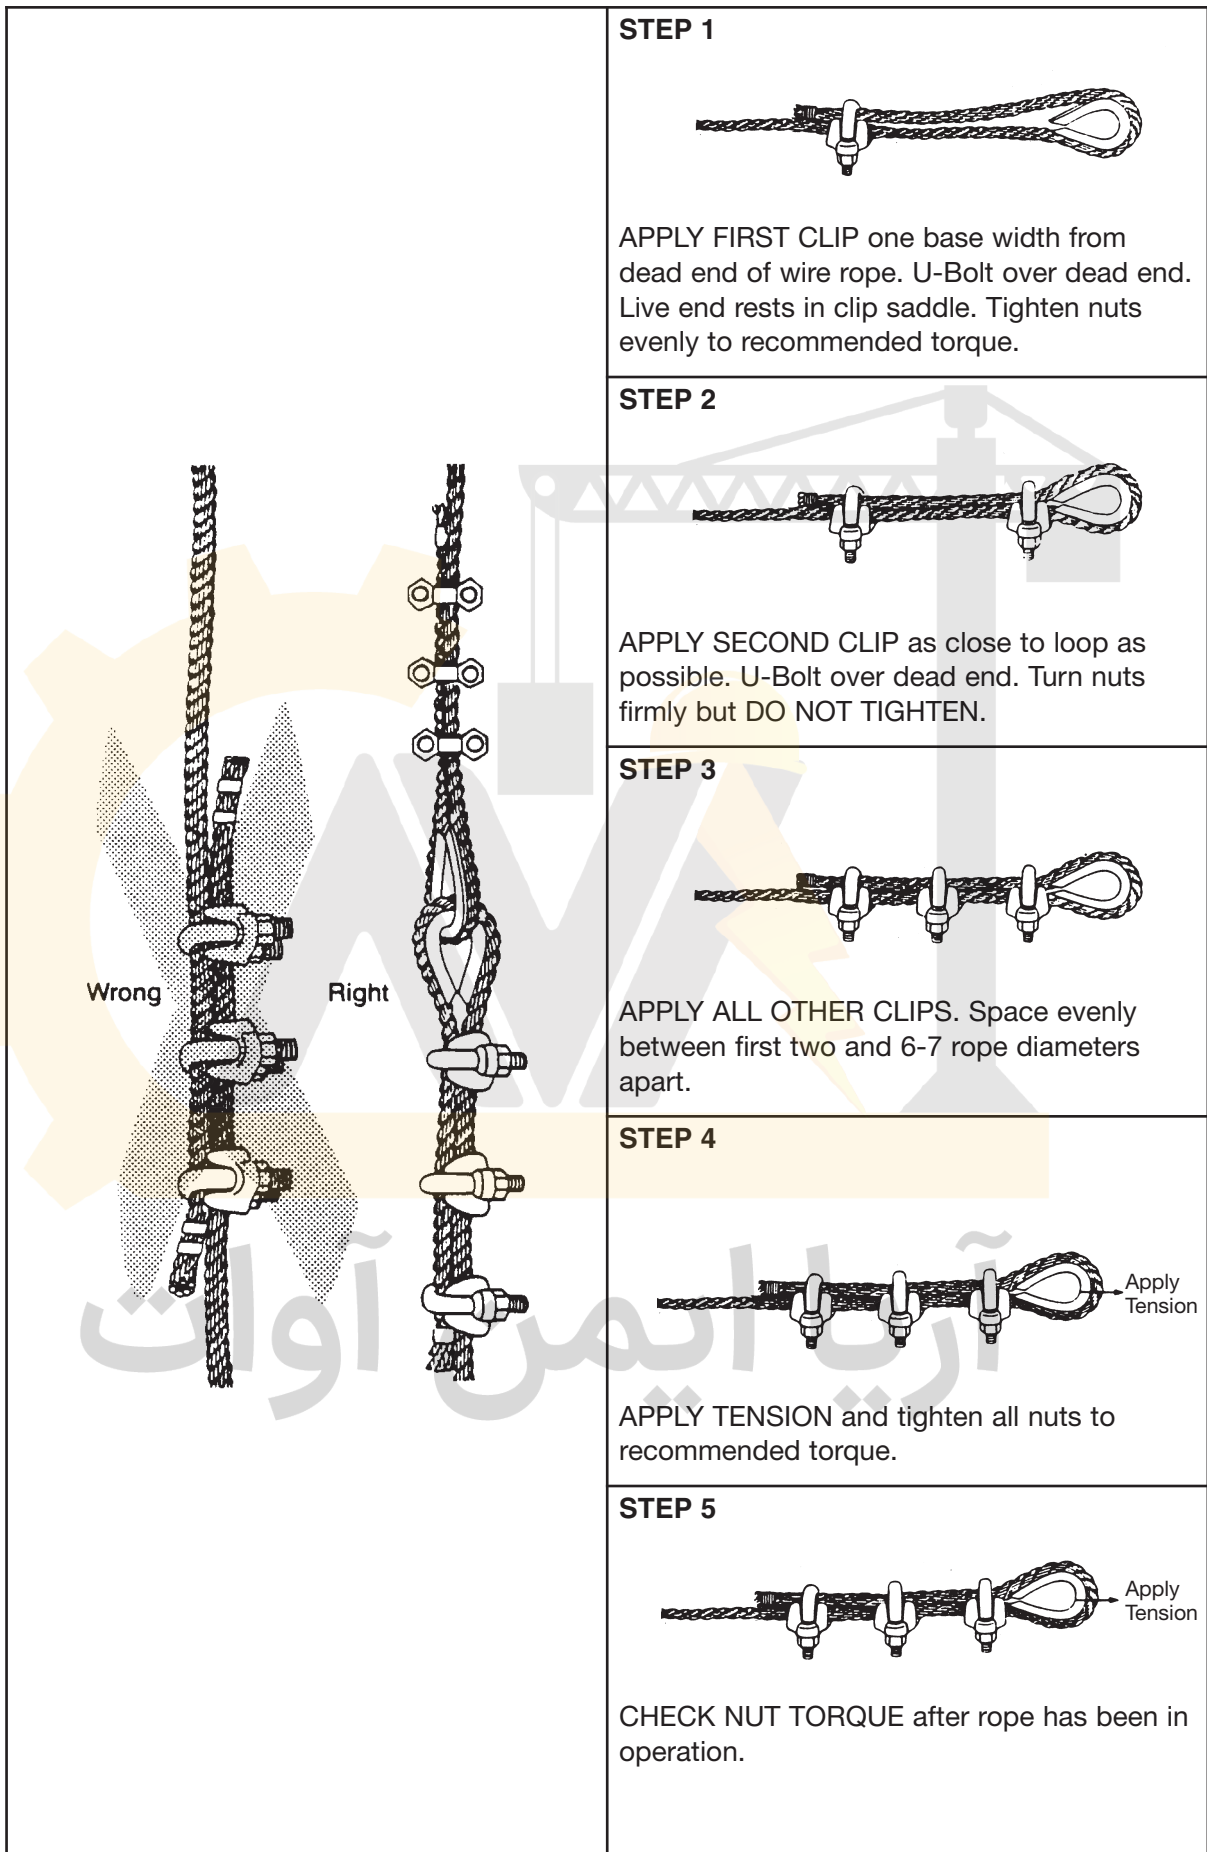 Wrong
Right
STEP 1
APPLY FIRST CLIP one base width from
dead end of wire rope. U-Bolt over dead end.
Live end rests in clip saddle. Tighten nuts
evenly to recommended torque.
STEP 2
APPLY SECOND CLIP as close to loop as
possible. U-Bolt over dead end. Turn nuts
firmly but DO NOT TIGHTEN.
STEP 3
APPLY ALL OTHER CLIPS. Space evenly
between first two and 6-7 rope diameters
apart.
STEP 4
Apply
Tension
APPLY TENSION and tighten all nuts to
recommended torque.
STEP 5
Apply
Tension
CHECK NUT TORQUE after rope has been in
operation.
آریا ایمن آوات